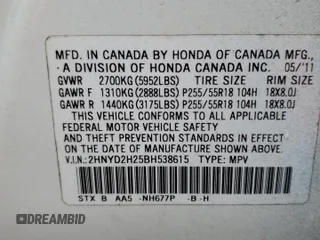 MFD. IN CANADA BY HONDA OF CANADA MFG.,
-A DIVISION OF HONDA CANADA INC. 05/'11
GVWR 2700KG(5952LBS) TIRE SIZE RIM SIZE
GAWR F 1310KG(2888LBS) P255/55R18 104H 18X8.0J
GAWR R 1440KG(3175LBS) P255/55R18 104H 18X8.0J
THIS VEHICLE CONFORMS TO ALL APPLICABLE
FEDERAL MOTOR VEHICLE SAFETY, BUMPER,
AND THEFT PREVENTION STANDARDS IN EFFECT
ON THE DATE OF MANUFACTURE SHOWN ABOVE.
V.I.N.: 2HNYD2H25BH538615 TYPE: MPV
STX B AA5 -NH677P -B -H
DREAMBID